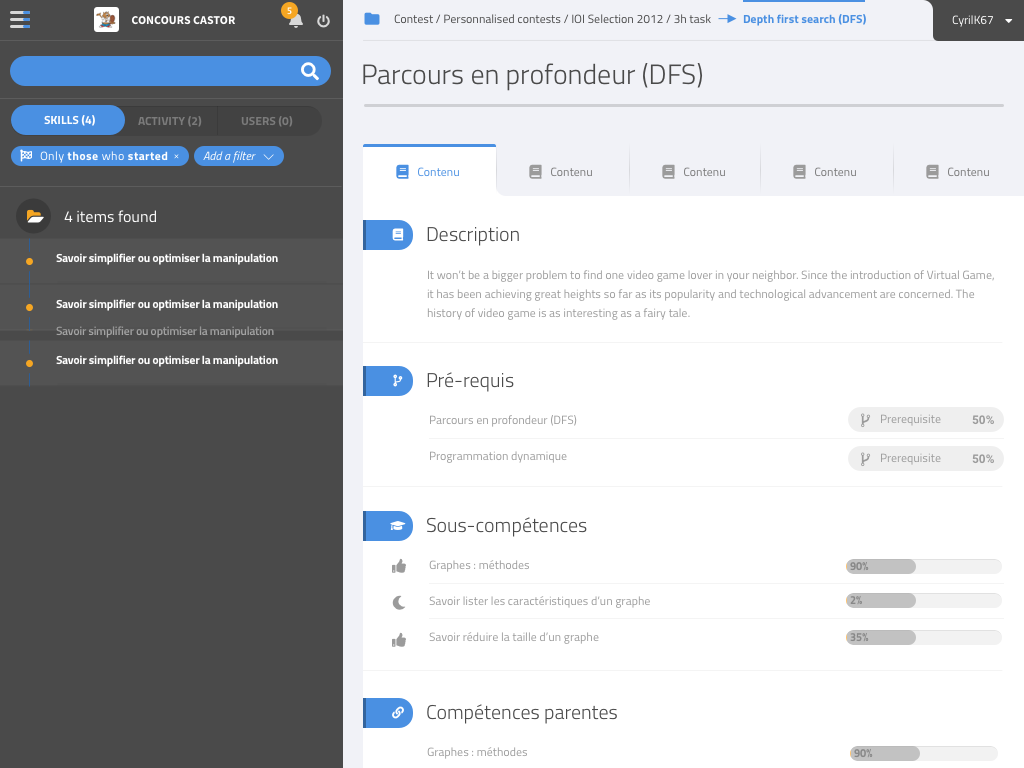 CONCOURS CASTOR
5
SKILLS (4)
ACTIVITY (2)
USERS (0)
Only those who started ×
Add a filter
4 items found
Savoir simplifier ou optimiser la manipulation
Savoir simplifier ou optimiser la manipulation
Savoir simplifier ou optimiser la manipulation
Savoir simplifier ou optimiser la manipulation
Contest / Personnalised contests / IOI Selection 2012 / 3h task
Depth first search (DFS)
CyrilK67
Parcours en profondeur (DFS)
Contenu
Contenu
Contenu
Contenu
Contenu
Description
It won't be a bigger problem to find one video game lover in your neighbor. Since the introduction of Virtual Game,
it has been achieving great heights so far as its popularity and technological advancement are concerned. The
history of video game is as interesting as a fairy tale.
Pré-requis
Parcours en profondeur (DFS)
Prerequisite 50%
Programmation dynamique
Prerequisite 50%
Sous-compétences
Graphes : méthodes
90%
Savoir lister les caractéristiques d'un graphe
2%
Savoir réduire la taille d'un graphe
35%
Compétences parentes
Graphes : méthodes
90%